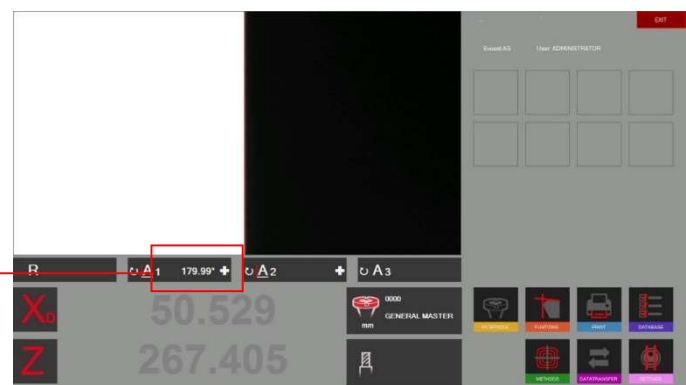 EXIT
User: ADMINISTRATOR
R
A1 179.99° +
A2 +
A3
XD 50.529
0000
GENERAL MASTER
mm
Z 267.405
FUNTIONS
PRINT
DATABASE
METHODS
DATATRANSFER
SETTINGS